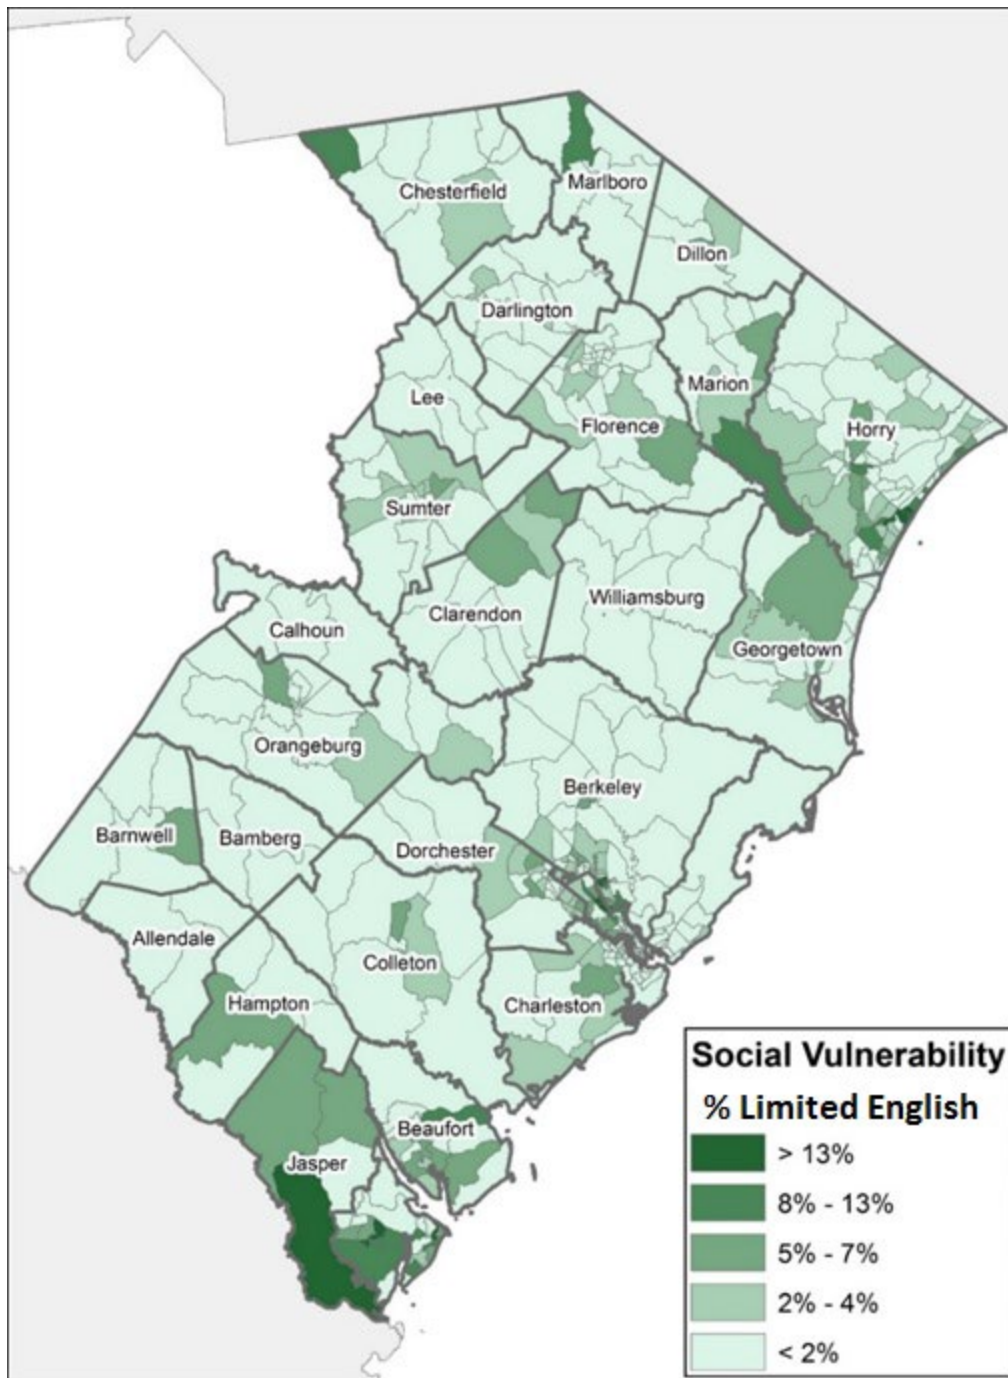 Chesterfield
Marlboro
Dillon
Darlington
Marion
Lee
Florence
Horry
Sumter
Clarendon
Williamsburg
Calhoun
Georgetown
Orangeburg
Berkeley
Barnwell
Bamberg
Dorchester
Allendale
Colleton
Hampton
Charleston
Beaufort
Jasper
Social Vulnerability
% Limited English
> 13%
8% - 13%
5% - 7%
2% - 4%
< 2%